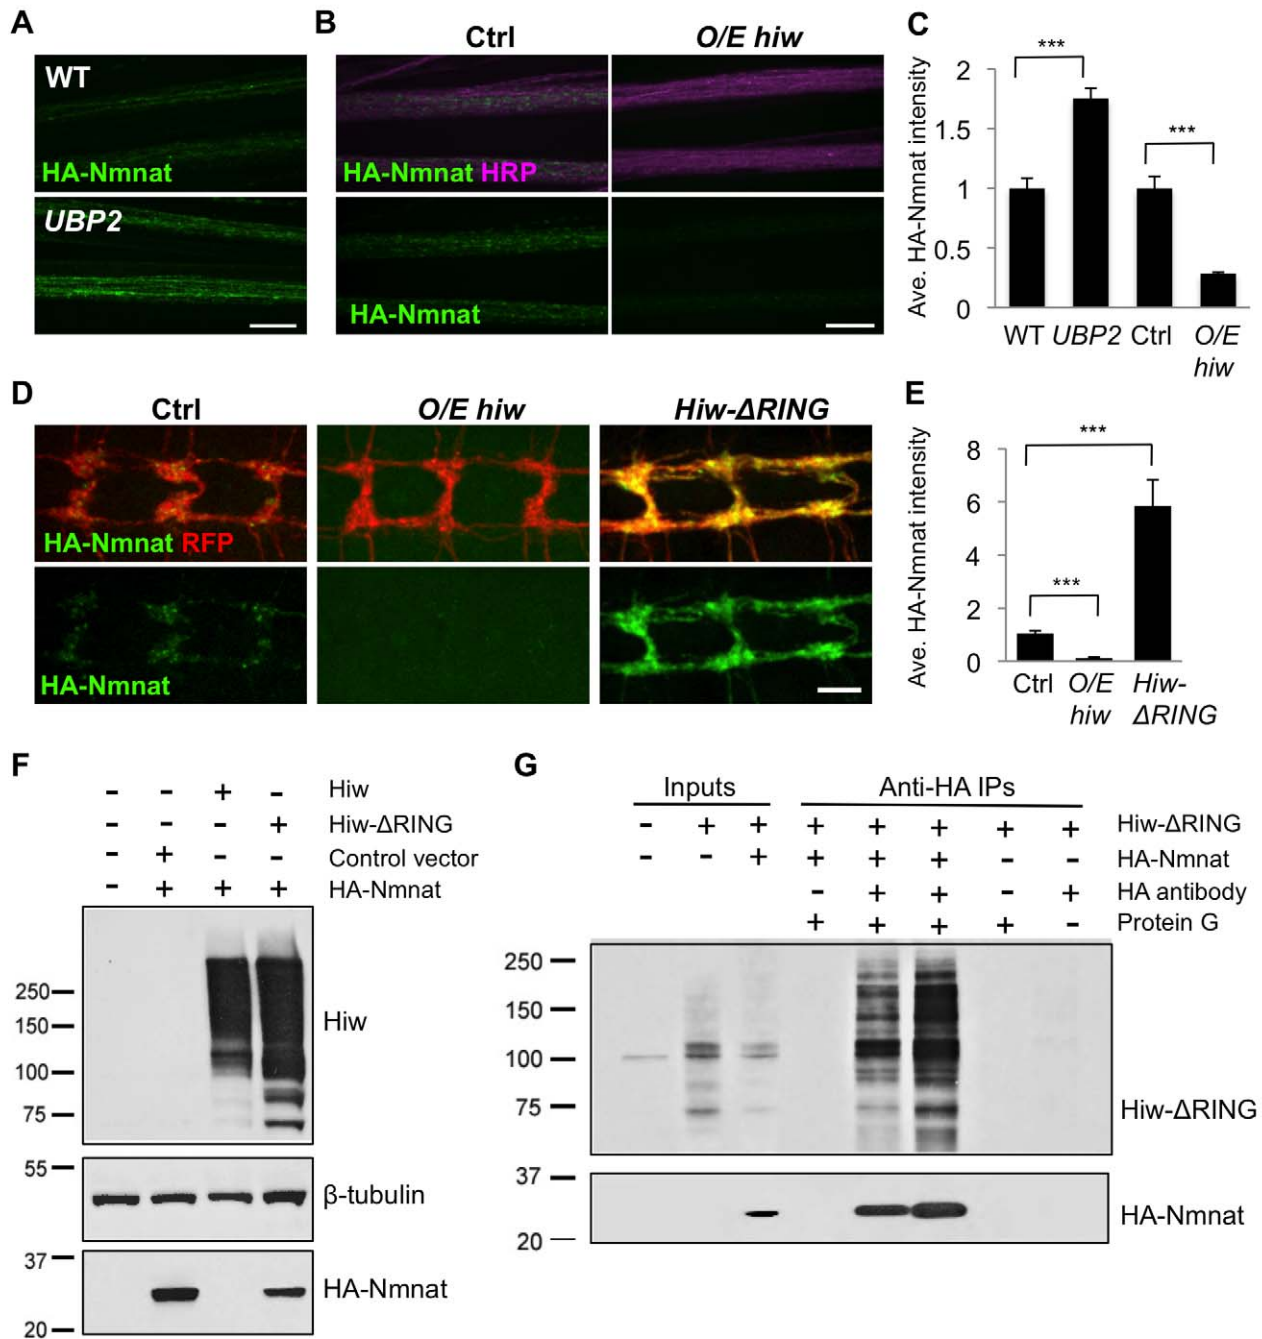 A
B
Ctrl
O/E hiw
C
WT
HA-Nmnat
UBP2
HA-Nmnat HRP
HA-Nmnat
Ave. HA-Nmnat intensity
2
1.5
1
0.5
0
***
***
WT UBP2 Ctrl O/E
hiw
D
Ctrl
O/E hiw
Hiw-ΔRING
E
HA-Nmnat RFP
HA-Nmnat
Ave. HA-Nmnat intensity
8
6
4
2
0
***
***
Ctrl O/E Hiw-
hiw ΔRING
F
- - + - Hiw
- - - + Hiw-ΔRING
- + - - Control vector
- + + + HA-Nmnat
250
150
100
75
Hiw
55
β-tubulin
37
20
HA-Nmnat
G
Inputs Anti-HA IPs
- + + + + + + + Hiw-ΔRING
- - + + + + - - HA-Nmnat
- + + - + HA antibody
+ + + + - Protein G
250
150
100
75
Hiw-ΔRING
37
20
HA-Nmnat